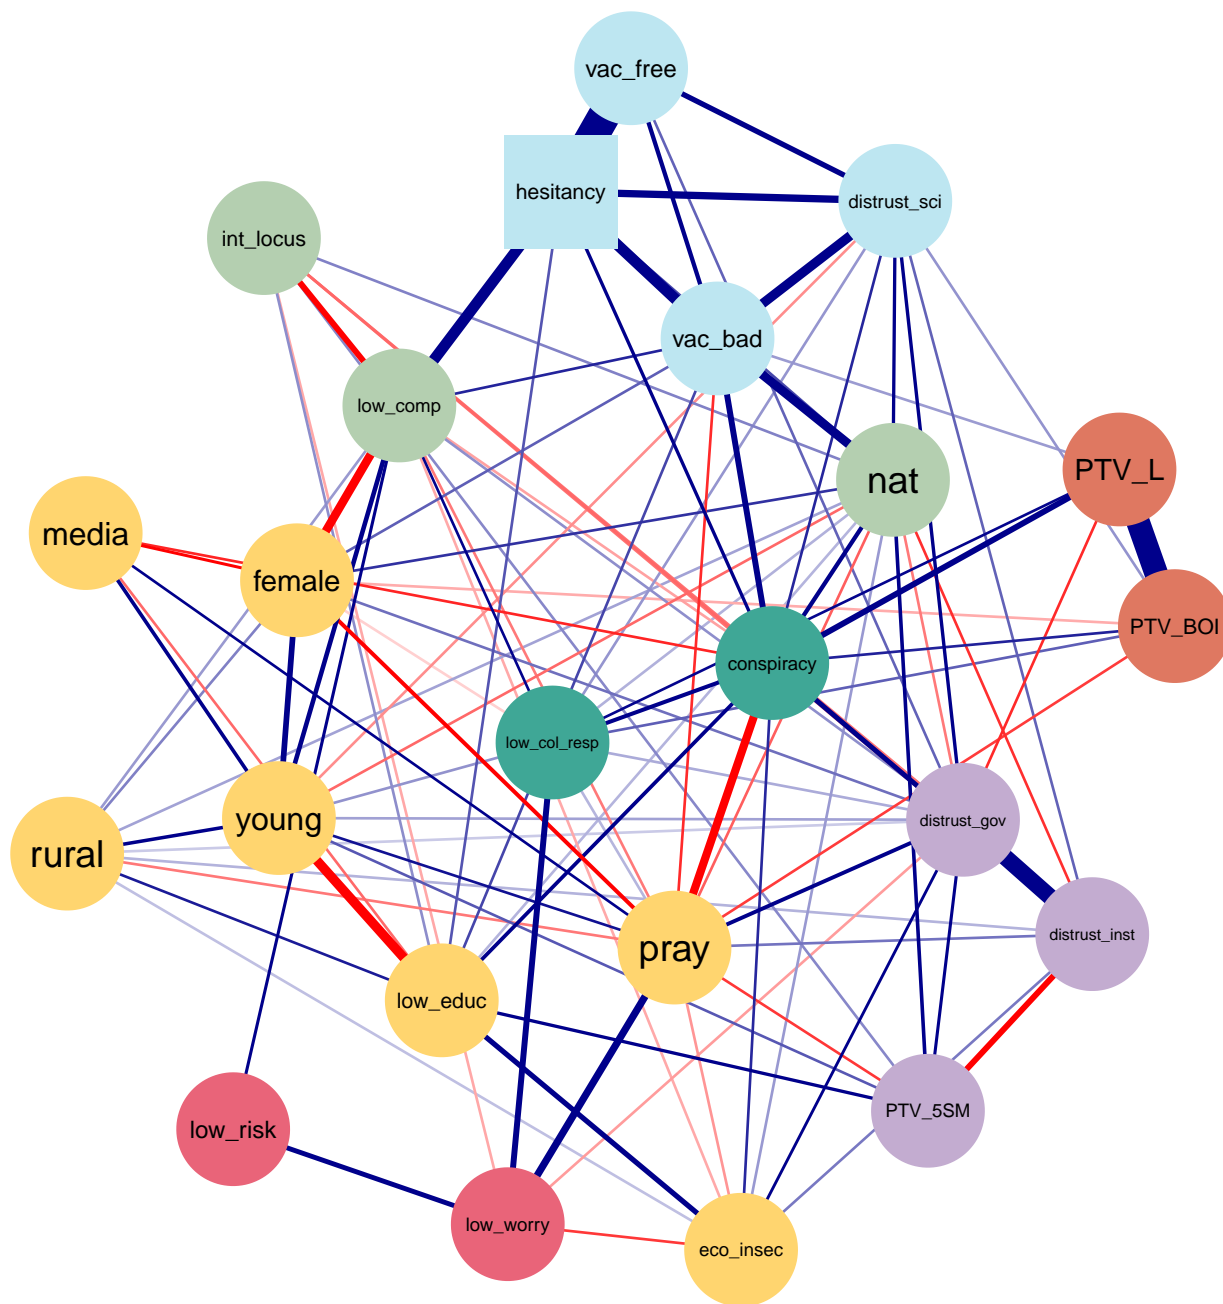 vac_free
hesitancy
distrust_sci
int_locus
vac_bad
low_comp
PTV_L
nat
media
female
PTV_BOI
conspiracy
low_col_resp
young
distrust_gov
rural
pray
distrust_inst
low_educ
PTV_5SM
low_risk
low_worry
eco_insec